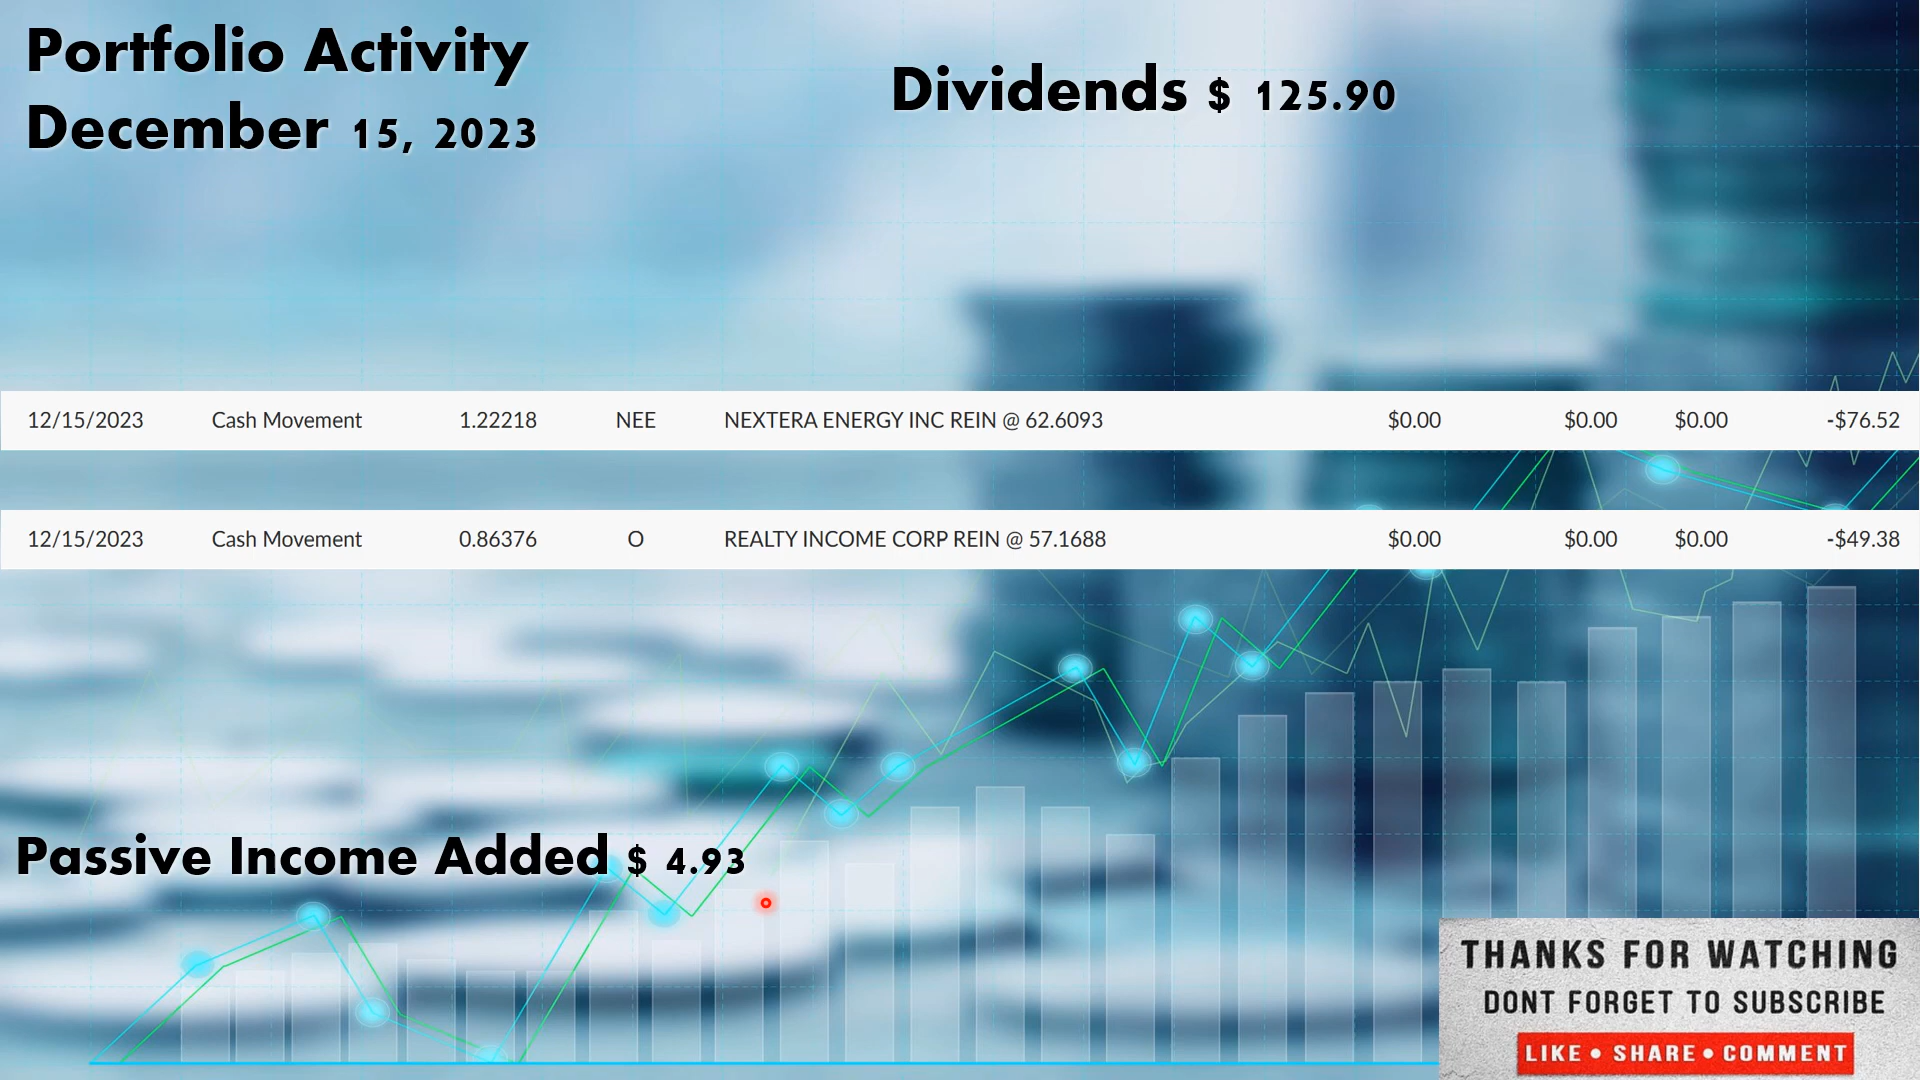 Portfolio Activity
December 15, 2023
Dividends $ 125.90
12/15/2023 Cash Movement 1.22218 NEE NEXTERA ENERGY INC REIN @ 62.6093 $0.00 $0.00 $0.00 -$76.52
12/15/2023 Cash Movement 0.86376 O REALTY INCOME CORP REIN @ 57.1688 $0.00 $0.00 $0.00 -$49.38
Passive Income Added $ 4.93
THANKS FOR WATCHING
DONT FORGET TO SUBSCRIBE
LIKE • SHARE • COMMENT